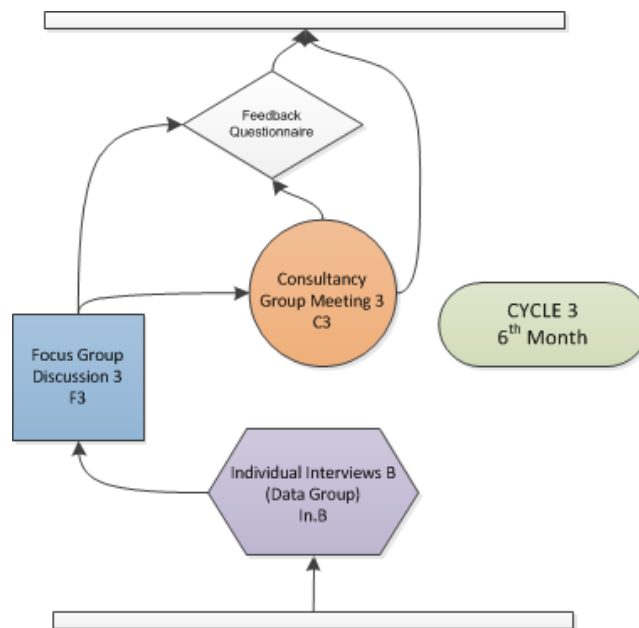 Feedback
Questionnaire
Consultancy
Group Meeting 3
C3
CYCLE 3
6th Month
Focus Group
Discussion 3
F3
Individual Interviews B
(Data Group)
In.B